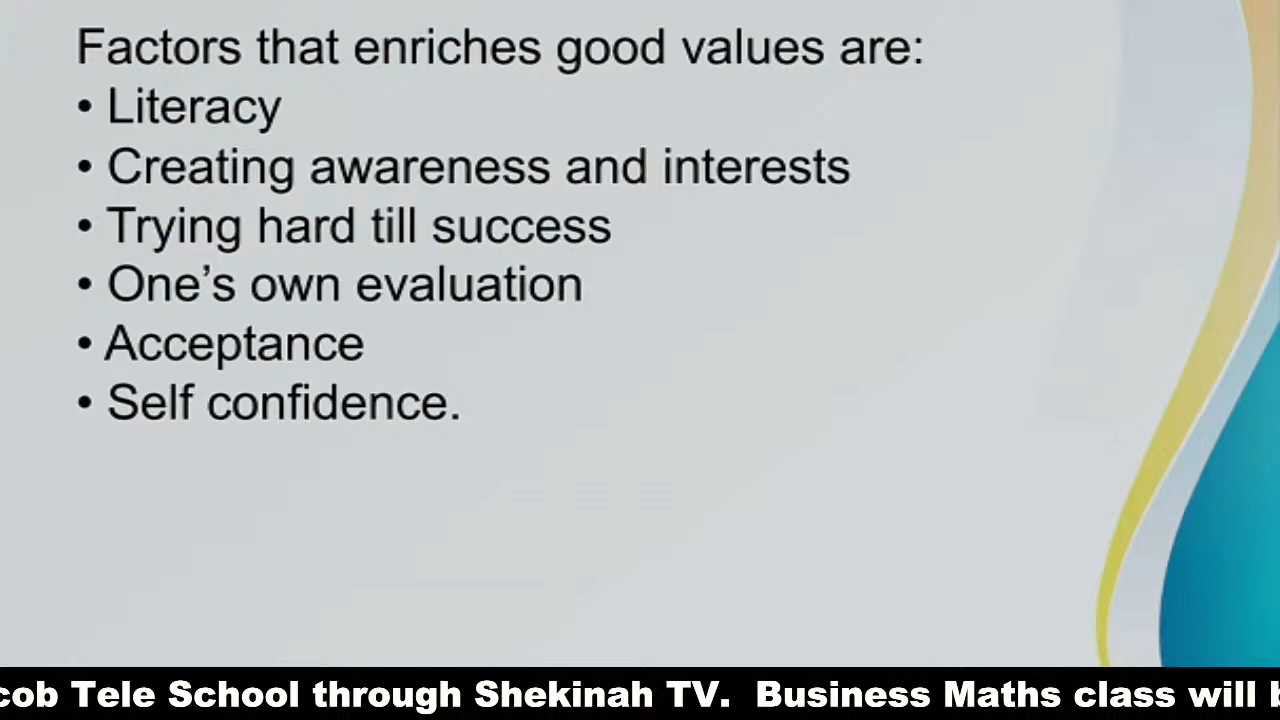 Factors that enriches good values are:
• Literacy
• Creating awareness and interests
• Trying hard till success
• One’s own evaluation
• Acceptance
• Self confidence.
Tele School through Shekinah TV. Business Maths class will